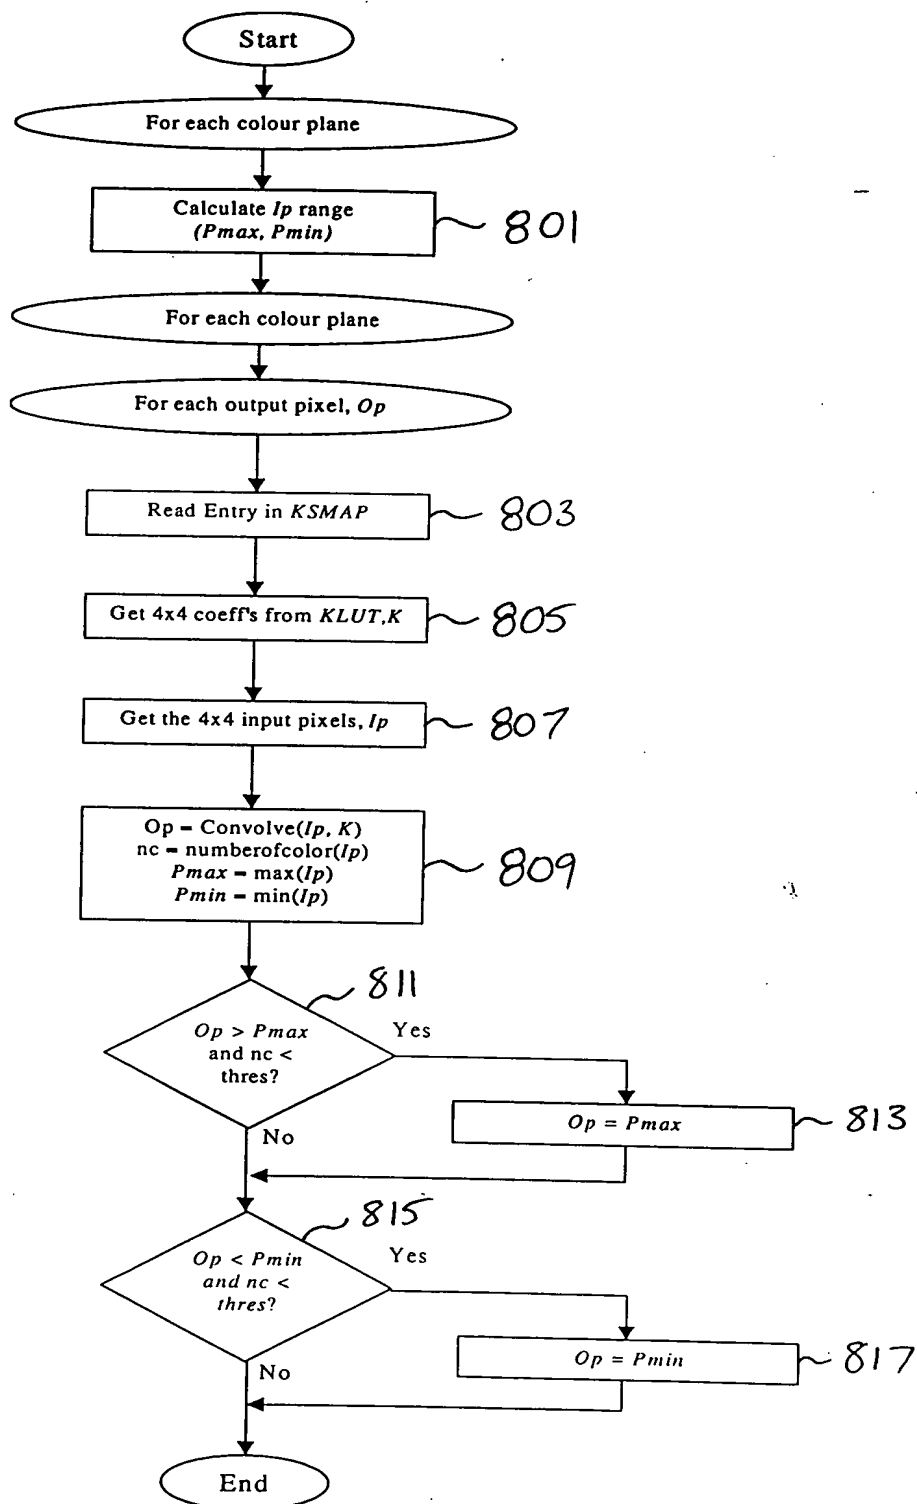 Start
For each colour plane
Calculate Ip range
(Pmax, Pmin)
801
For each colour plane
For each output pixel, Op
Read Entry in KSMAP
803
Get 4x4 coeff's from KLUT,K
805
Get the 4x4 input pixels, Ip
807
Op = Convolve(Ip, K)
nc = numberofcolor(Ip)
Pmax = max(Ip)
Pmin = min(Ip)
809
811
Op > Pmax
and nc <
thres?
Yes
Op = Pmax
813
No
815
Op < Pmin
and nc <
thres?
Yes
Op = Pmin
817
No
End